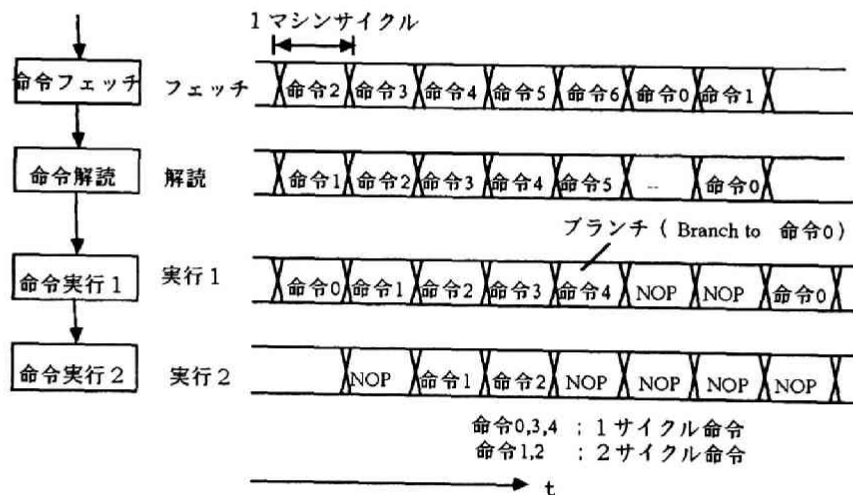 1マシンサイクル
命令フェッチ
フェッチ 命令2 命令3 命令4 命令5 命令6 命令0 命令1
命令解読
解読 命令1 命令2 命令3 命令4 命令5 -- 命令0
ブランチ ( Branch to 命令0)
命令実行1
実行1 命令0 命令1 命令2 命令3 命令4 NOP NOP 命令0
命令実行2
実行2 NOP 命令1 命令2 NOP NOP NOP NOP
命令0,3,4 : 1サイクル命令
命令1,2 : 2サイクル命令
t